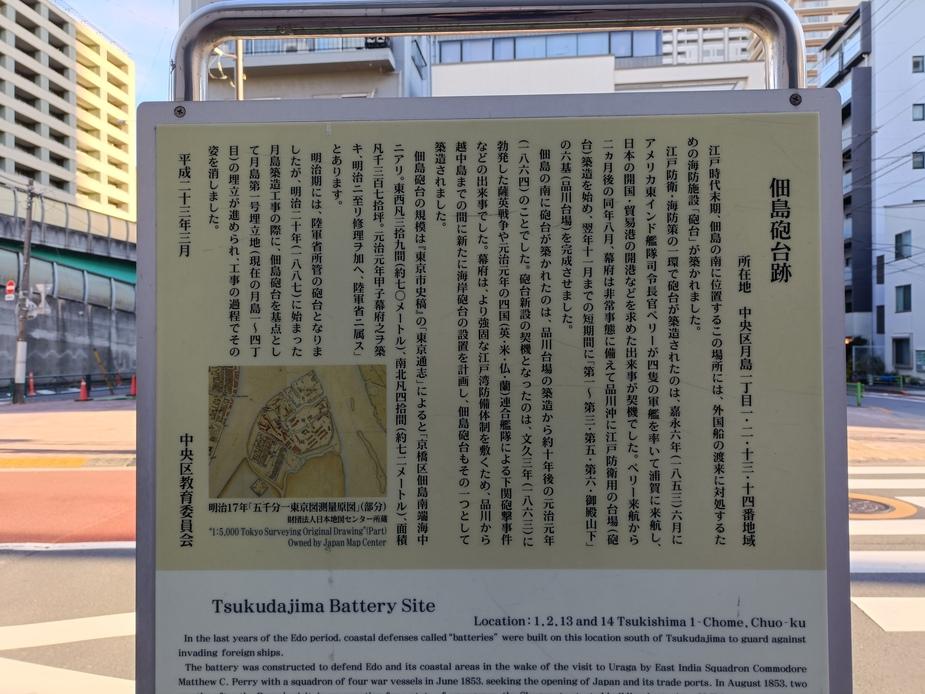 佃島砲台跡
所在地　中央区月島一丁目一・二・十三・十四番地域
江戸時代末期、佃島の南に位置するこの場所には、外国船の渡来に対処するた
めの海防施設「砲台」が築かれました。
江戸防衛・海防策の一環で砲台が築造されたのは、嘉永六年(一八五三)六月に
アメリカ東インド艦隊司令長官ペリーが四隻の軍艦を率いて浦賀に来航し、
日本の開国・貿易港の開港などを求めた出来事が契機でした。ペリー来航から
二ヵ月後の同年八月、幕府は非常事態に備えて品川沖に江戸防衛用の台場(砲
台)築造を始め、翌年十一月までの短期間に「第一～第三・第五・第六・御殿山下」
の六基(品川台場)を完成させました。
佃島の南に砲台が築かれたのは、品川台場の築造から約十年後の元治元年
(一八六四)のことでした。砲台新設の契機となったのは、文久三年(一八六三)に
勃発した薩英戦争や元治元年の四国(英・米・仏・蘭)連合艦隊による下関砲撃事件
などの出来事でした。幕府は、より強固な江戸湾防備体制を敷くため、品川から
越中島までの間に新たに海岸砲台の設置を計画し、佃島砲台もその一つとして
築造されました。
佃島砲台の規模は『東京市史稿』の「東京通志」によると「京橋区佃島南端海中
ニアリ。東西凡三拾九間(約七〇メートル)、南北凡四拾間(約七二メートル)、面積
凡千三百七拾坪。元治元年甲子幕府之ヲ築
キ、明治ニ至リ修理ヲ加ヘ、陸軍省ニ属ス」
とあります。
明治期には、陸軍省所管の砲台となりま
したが、明治二十年(一八八七)に始まった
月島築造工事の際に、佃島砲台を基点とし
て月島第一号埋立地(現在の月島一～四丁
目)の埋立が進められ、工事の過程でその
姿を消しました。
平成二十三年三月
中央区教育委員会
明治17年「五千分一東京図測量原図」(部分)
財団法人日本地図センター所蔵
"1:5,000 Tokyo Surveying Original Drawing"(Part)
Owned by Japan Map Center
Tsukudajima Battery Site
Location: 1, 2, 13 and 14 Tsukishima 1-Chome, Chuo-ku
In the last years of the Edo period, coastal defenses called "batteries" were built on this location south of Tsukudajima to guard against
invading foreign ships.
The battery was constructed to defend Edo and its coastal areas in the wake of the visit to Uraga by East India Squadron Commodore
Matthew C. Perry with a squadron of four war vessels in June 1853, seeking the opening of Japan and its trade ports. In August 1853, two